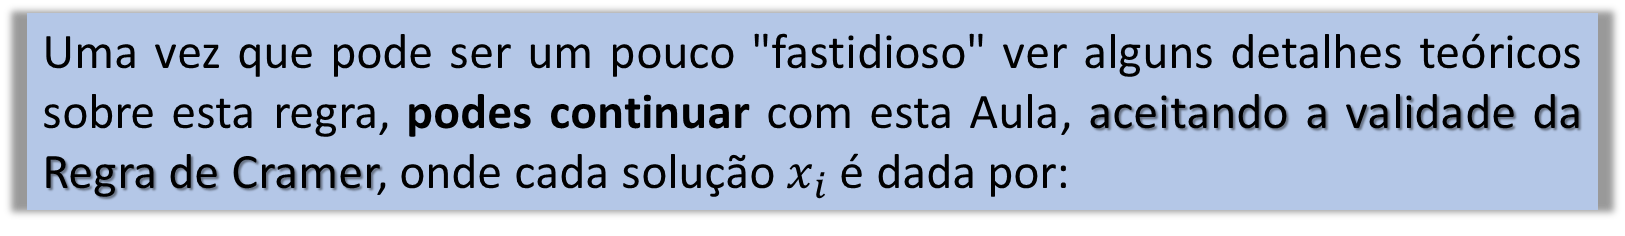 Uma vez que pode ser um pouco "fastidioso" ver alguns detalhes teóricos
sobre esta regra, podes continuar com esta Aula, aceitando a validade da
Regra de Cramer, onde cada solução 𝑥𝑖 é dada por: